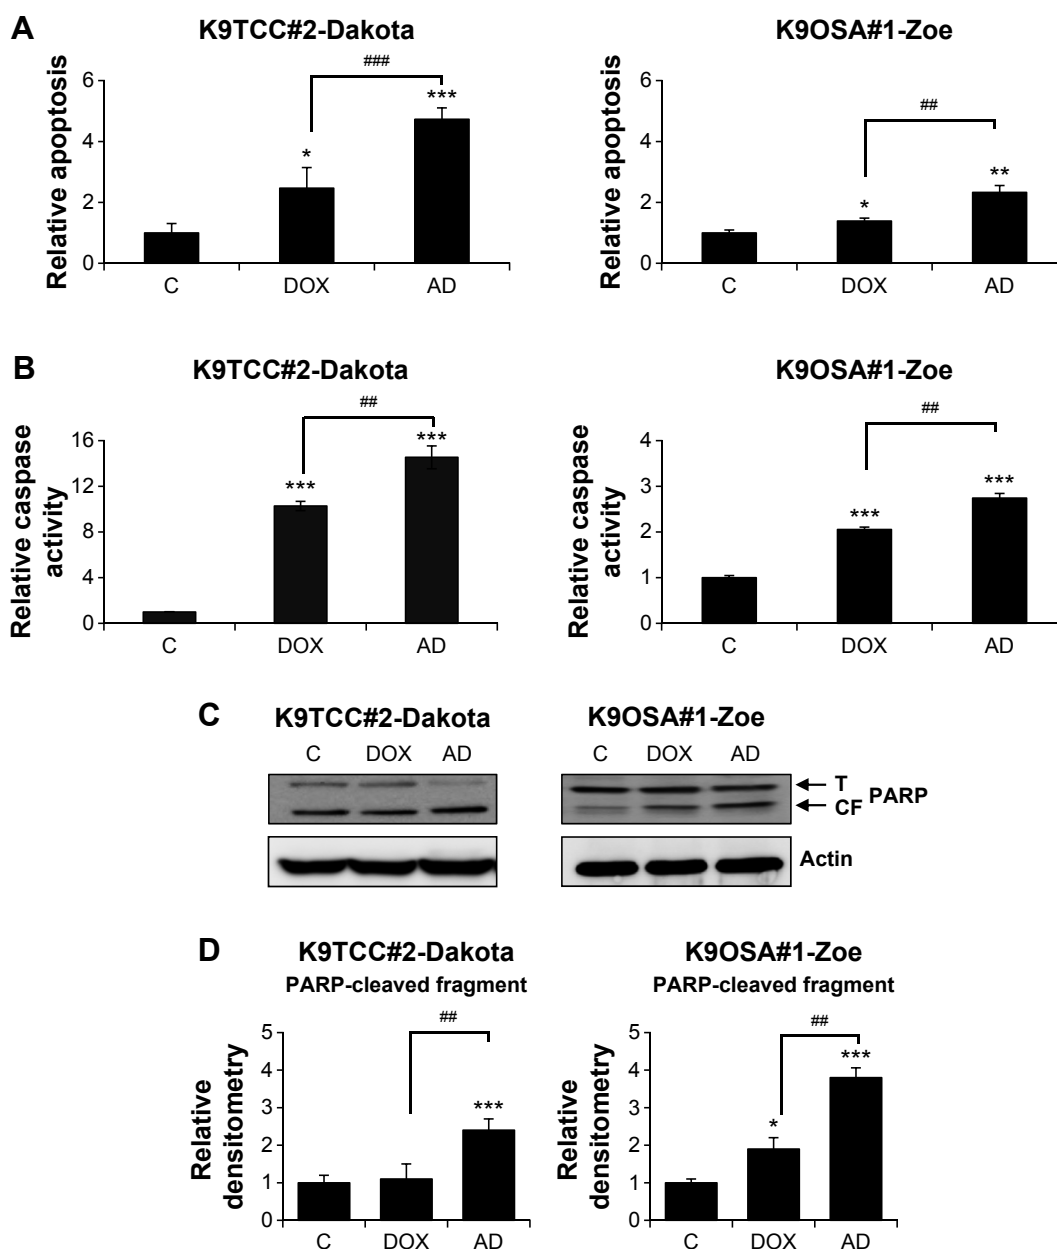 A
K9TCC#2-Dakota
K9OSA#1-Zoe
Relative apoptosis
6
4
2
0
###
*
***
C
DOX
AD
Relative apoptosis
6
4
2
0
##
*
**
C
DOX
AD
B
K9TCC#2-Dakota
K9OSA#1-Zoe
Relative caspase
activity
16
12
8
4
0
##
***
***
C
DOX
AD
Relative caspase
activity
4
3
2
1
0
##
***
***
C
DOX
AD
C
K9TCC#2-Dakota
K9OSA#1-Zoe
C DOX AD
C DOX AD
T
CF
PARP
Actin
D
K9TCC#2-Dakota
PARP-cleaved fragment
K9OSA#1-Zoe
PARP-cleaved fragment
Relative
densitometry
5
4
3
2
1
0
##
***
C
DOX
AD
Relative
densitometry
5
4
3
2
1
0
##
*
***
C
DOX
AD